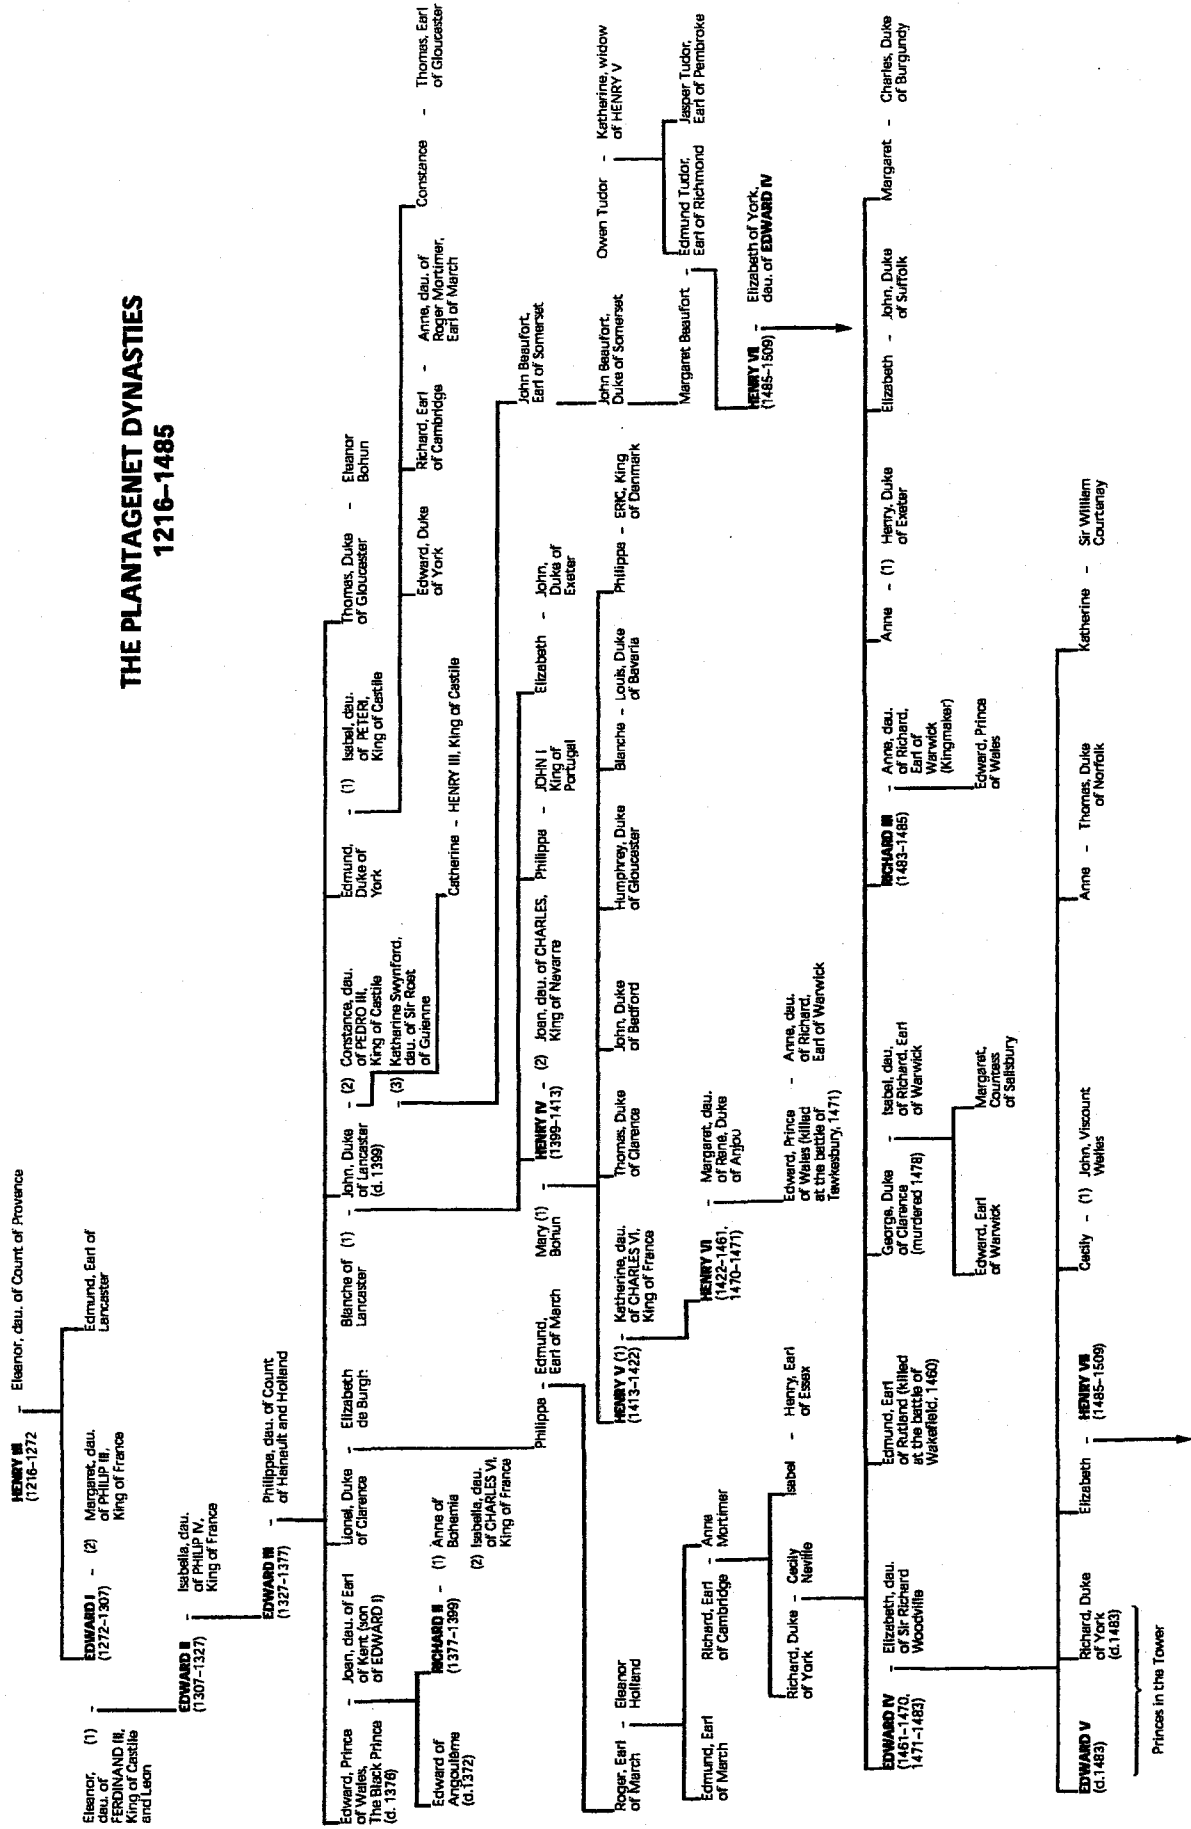 THE PLANTAGENET DYNASTIES
1216–1485
HENRY III
(1216–1272
–
Eleanor, dau. of Count of Provence
Eleanor,
dau. of
FERDINAND III,
King of Castile
and Leon
(1)
–
EDWARD I
(1272–1307)
–
(2)
Margaret, dau.
of PHILIP III,
King of France
Edmund, Earl of
Lancaster
EDWARD II
(1307–1327)
–
Isabella, dau.
of PHILIP IV,
King of France
EDWARD III
(1327–1377)
–
Philippa, dau. of Count
of Hainault and Holland
Edward, Prince
of Wales,
The Black Prince
(d. 1376)
–
Joan, dau. of Earl
of Kent (son
of EDWARD I)
Lionel, Duke
of Clarence
–
Elizabeth
de Burgh
Blanche of
Lancaster
(1)
–
John, Duke
of Lancaster
(d. 1399)
–
(2)
Constance, dau.
of PEDRO III,
King of Castile
–
(3)
Katharine Swynford,
dau. of Sir Roet
of Guienne
Edmund,
Duke of
York
–
(1)
Isabel, dau.
of PETERI,
King of Castile
Thomas, Duke
of Gloucester
–
Eleanor
Bohun
Edward of
Angoulême
(d.1372)
RICHARD II
(1377–1399)
–
(1)
Anne of
Bohemia
(2)
Isabella, dau.
of CHARLES VI,
King of France
Catherine – HENRY III, King of Castile
Edward, Duke
of York
Richard, Earl
of Cambridge
–
Anne, dau. of
Roger Mortimer,
Earl of March
Constance
–
Thomas, Earl
of Gloucester
Philippa
–
Edmund,
Earl of March
Mary
Bohun
(1)
–
HENRY IV
(1399–1413)
–
(2)
Joan, dau. of CHARLES,
King of Navarre
Philippa
–
JOHN I
King of
Portugal
Elizabeth
–
John,
Duke of
Exeter
John Beaufort,
Earl of Somerset
Roger, Earl
of March
–
Eleanor
Holland
HENRY V (1)
(1413–1422)
–
Katherine, dau.
of CHARLES VI,
King of France
Thomas, Duke
of Clarence
John, Duke
of Bedford
Humphrey, Duke
of Gloucester
Blanche
–
Louis, Duke
of Bavaria
Philippa
–
ERIC, King
of Denmark
John Beaufort,
Duke of Somerset
Owen Tudor
–
Katherine, widow
of HENRY V
Edmund, Earl
of March
Richard, Earl
of Cambridge
–
Anne
Mortimer
HENRY VI
(1422–1461,
1470–1471)
–
Margaret, dau.
of Rene, Duke
of Anjou
Margaret Beaufort
–
Edmund Tudor,
Earl of Richmond
Jasper Tudor,
Earl of Pembroke
Richard, Duke
of York
–
Cecily
Neville
Isabel
–
Henry, Earl
of Essex
Edward, Prince
of Wales (killed
at the battle of
Tewkesbury, 1471)
–
Anne, dau.
of Richard,
Earl of Warwick
HENRY VII
(1485–1509)
–
Elizabeth of York,
dau. of EDWARD IV
EDWARD IV
(1461–1470,
1471–1483)
–
Elizabeth, dau.
of Sir Richard
Woodville
Edmund, Earl
of Rutland (killed
at the battle of
Wakefield, 1460)
George, Duke
of Clarence
(murdered 1478)
–
Isabel, dau.
of Richard, Earl
of Warwick
RICHARD III
(1483–1485)
–
Anne, dau.
of Richard,
Earl of
Warwick
(Kingmaker)
Anne
–
(1)
Henry, Duke
of Exeter
Elizabeth
–
John, Duke
of Suffolk
Margaret
–
Charles, Duke
of Burgundy
Edward, Earl
of Warwick
Margaret,
Countess
of Salisbury
Edward, Prince
of Wales
EDWARD V
(d.1483)
Richard, Duke
of York
(d.1483)
Elizabeth
–
HENRY VII
(1485–1509)
Cecily
–
(1)
John, Viscount
Welles
Anne
–
Thomas, Duke
of Norfolk
Katherine
–
Sir William
Courtenay
Princes in the Tower